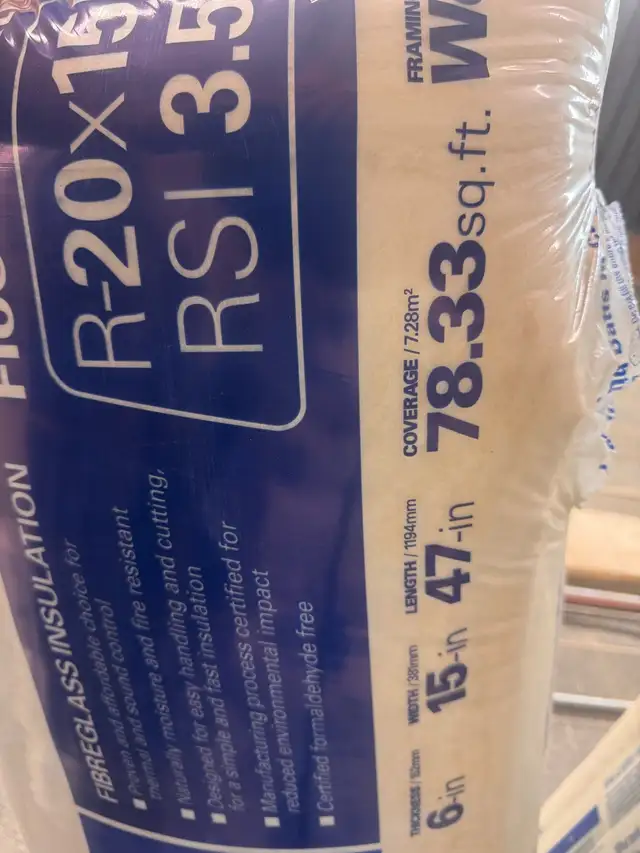 R-20x15
RSI 3.5
FIBREGLASS INSULATION
Proven and affordable choice for
thermal and sound control
Naturally moisture and fire resistant
Designed for easy handling and cutting,
for a simple and fast insulation
Manufacturing process certified for
reduced environmental impact
Certified formaldehyde free
THICKNESS / 152mm
6-in
WIDTH / 381mm
15-in
LENGTH / 1194mm
47-in
COVERAGE / 7.28m²
78.33sq.ft.
FRAMIN